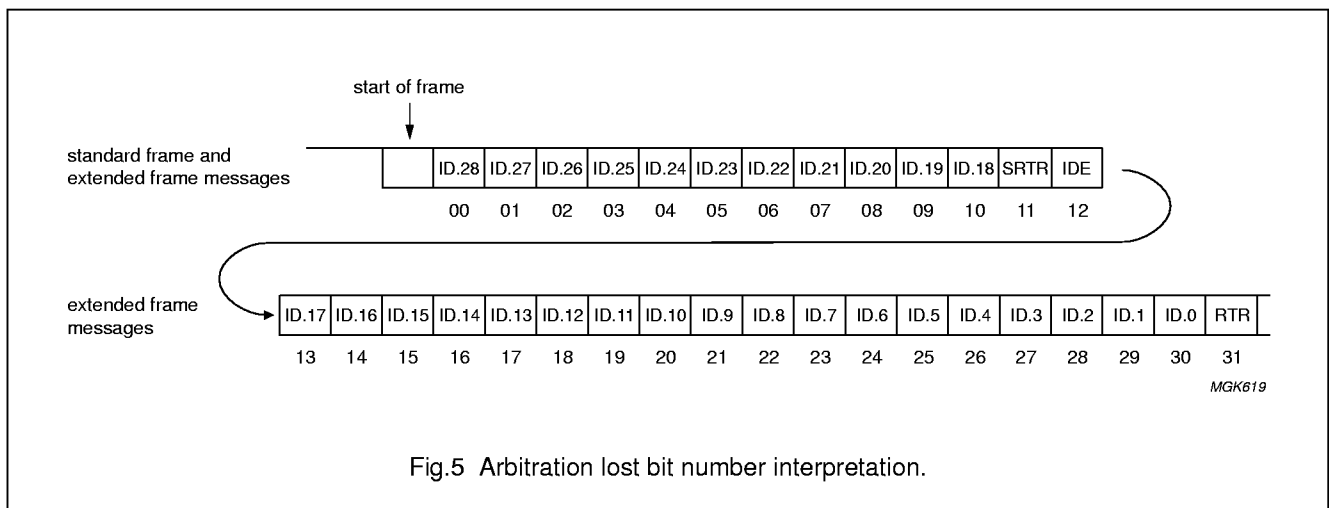 start of frame
standard frame and
extended frame messages
ID.28 ID.27 ID.26 ID.25 ID.24 ID.23 ID.22 ID.21 ID.20 ID.19 ID.18 SRTR IDE
00 01 02 03 04 05 06 07 08 09 10 11 12
extended frame
messages
ID.17 ID.16 ID.15 ID.14 ID.13 ID.12 ID.11 ID.10 ID.9 ID.8 ID.7 ID.6 ID.5 ID.4 ID.3 ID.2 ID.1 ID.0 RTR
13 14 15 16 17 18 19 20 21 22 23 24 25 26 27 28 29 30 31
MGK619
Fig.5 Arbitration lost bit number interpretation.